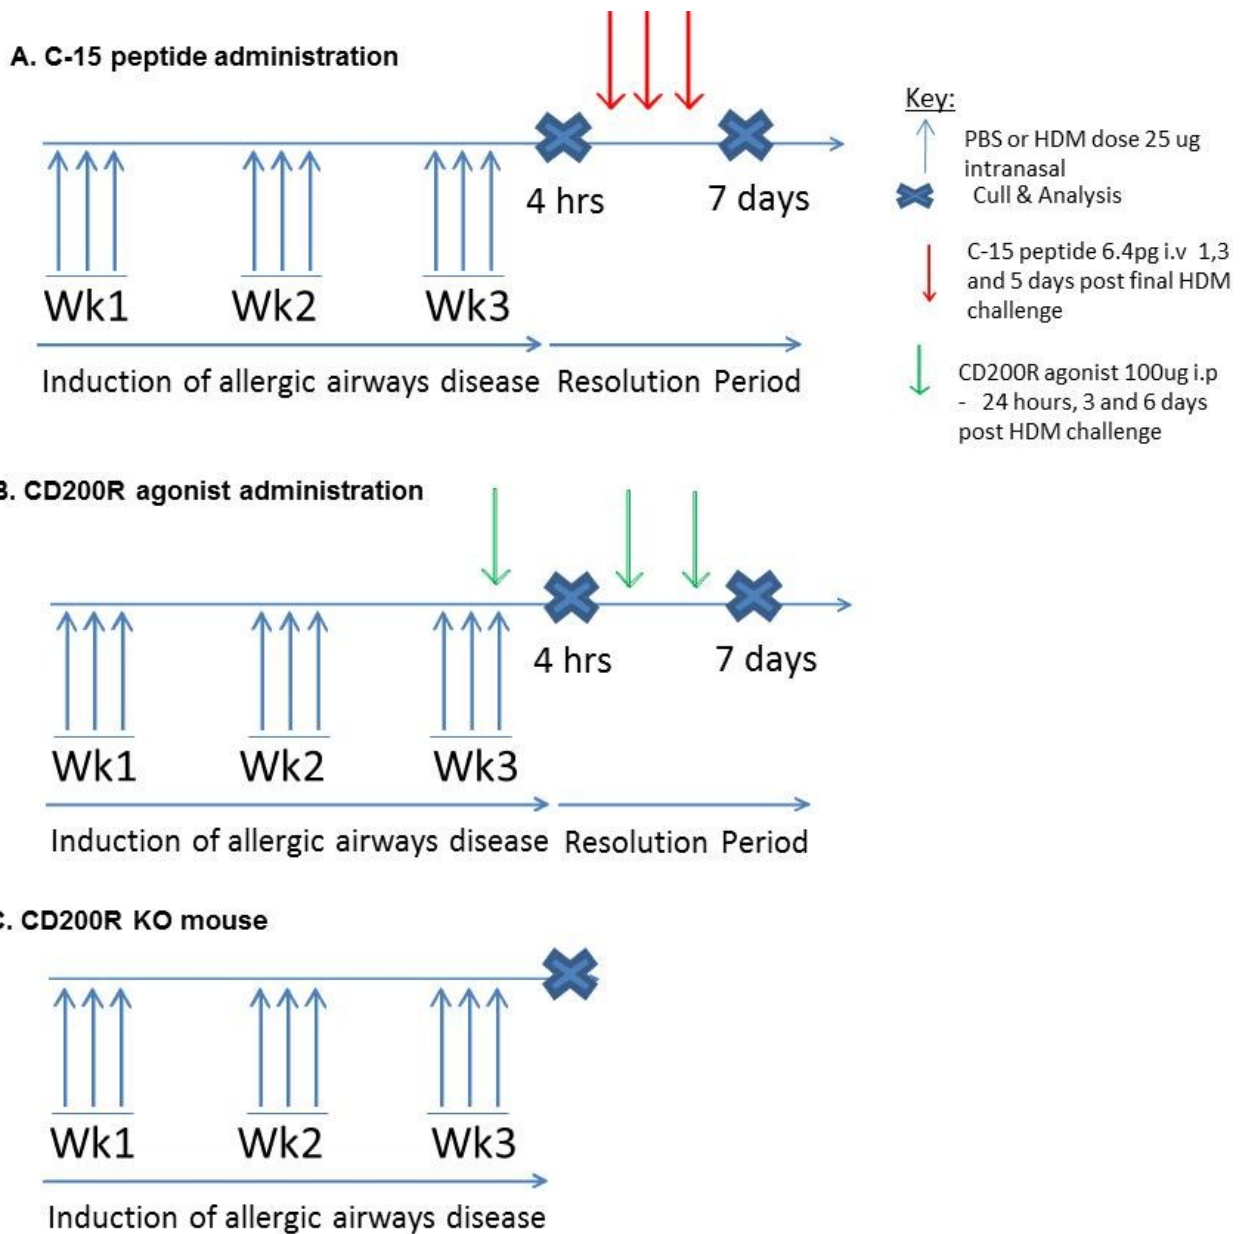 A. C-15 peptide administration
4 hrs 7 days
Wk1 Wk2 Wk3
Induction of allergic airways disease Resolution Period
Key:
PBS or HDM dose 25 ug
intranasal
Cull & Analysis
C-15 peptide 6.4pg i.v 1,3
and 5 days post final HDM
challenge
CD200R agonist 100ug i.p
- 24 hours, 3 and 6 days
post HDM challenge
B. CD200R agonist administration
4 hrs 7 days
Wk1 Wk2 Wk3
Induction of allergic airways disease Resolution Period
C. CD200R KO mouse
Wk1 Wk2 Wk3
Induction of allergic airways disease